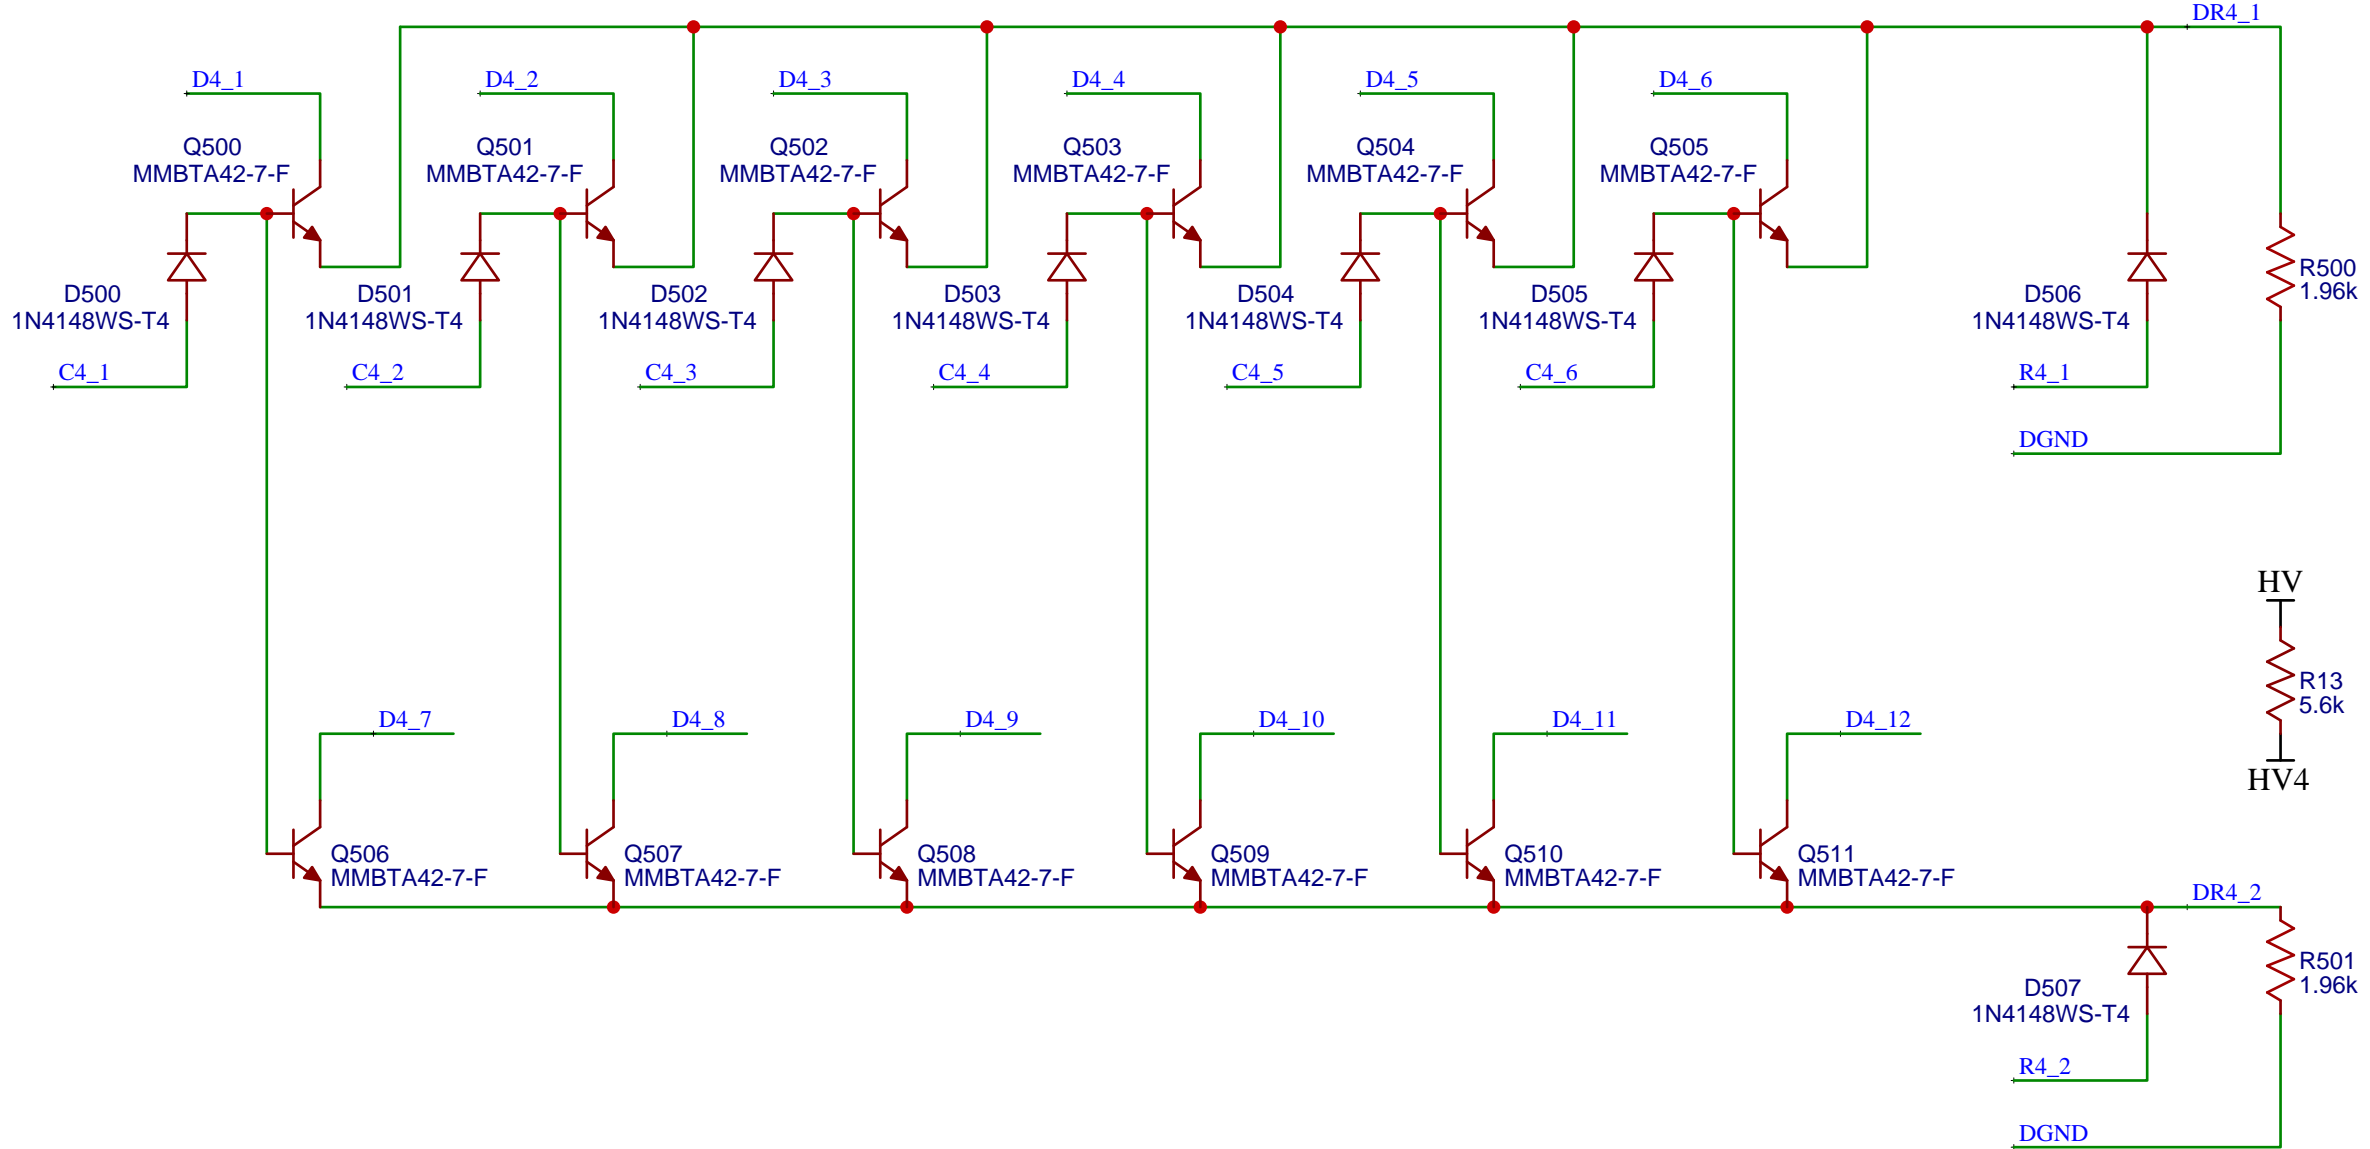 DR4_1
D4_1
D4_2
D4_3
D4_4
D4_5
D4_6
Q500
MMBTA42-7-F
Q501
MMBTA42-7-F
Q502
MMBTA42-7-F
Q503
MMBTA42-7-F
Q504
MMBTA42-7-F
Q505
MMBTA42-7-F
D500
1N4148WS-T4
D501
1N4148WS-T4
D502
1N4148WS-T4
D503
1N4148WS-T4
D504
1N4148WS-T4
D505
1N4148WS-T4
D506
1N4148WS-T4
R500
1.96k
C4_1
C4_2
C4_3
C4_4
C4_5
C4_6
R4_1
DGND
HV
R13
5.6k
HV4
D4_7
D4_8
D4_9
D4_10
D4_11
D4_12
Q506
MMBTA42-7-F
Q507
MMBTA42-7-F
Q508
MMBTA42-7-F
Q509
MMBTA42-7-F
Q510
MMBTA42-7-F
Q511
MMBTA42-7-F
DR4_2
D507
1N4148WS-T4
R501
1.96k
R4_2
DGND